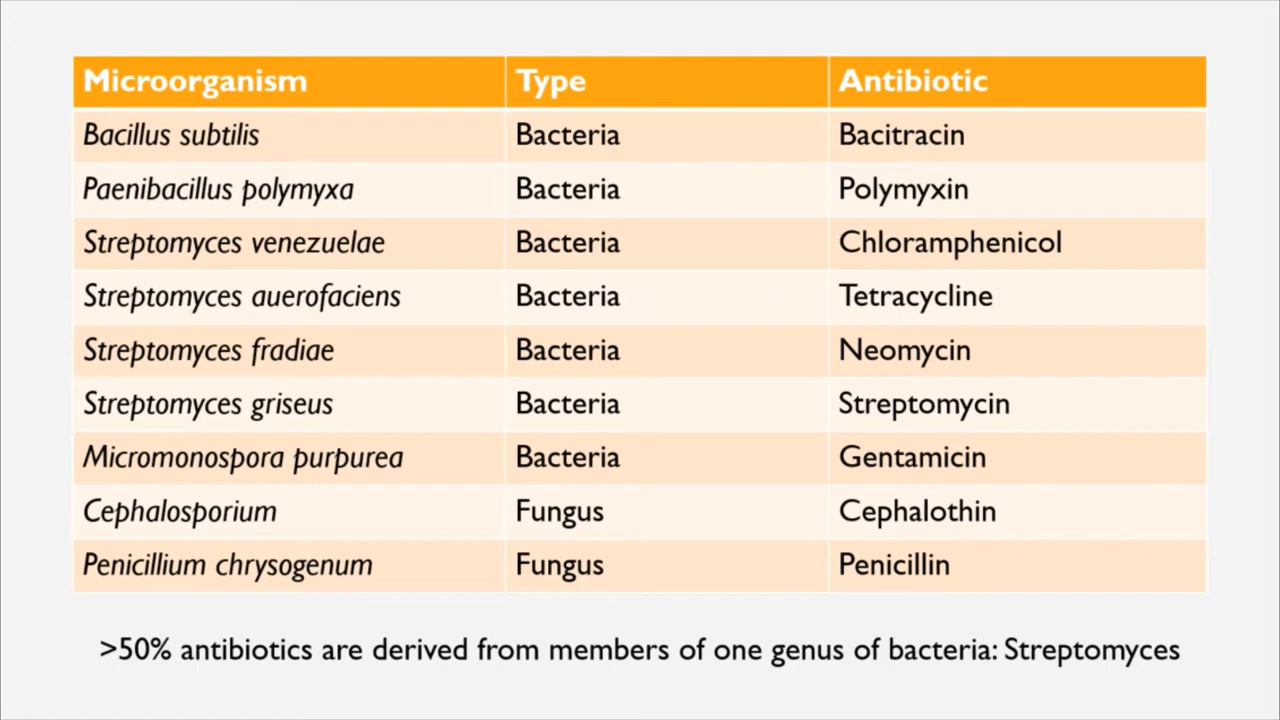 Microorganism Type Antibiotic
Bacillus subtilis Bacteria Bacitracin
Paenibacillus polymyxa Bacteria Polymyxin
Streptomyces venezuelae Bacteria Chloramphenicol
Streptomyces auerofaciens Bacteria Tetracycline
Streptomyces fradiae Bacteria Neomycin
Streptomyces griseus Bacteria Streptomycin
Micromonospora purpurea Bacteria Gentamicin
Cephalosporium Fungus Cephalothin
Penicillium chrysogenum Fungus Penicillin
>50% antibiotics are derived from members of one genus of bacteria: Streptomyces